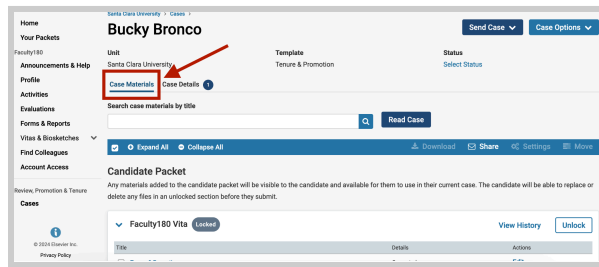 Home
Your Packets
Faculty180
Announcements & Help
Profile
Activities
Evaluations
Forms & Reports
Vitas & Biosketches
Find Colleagues
Account Access
Review, Promotion & Tenure
Cases
© 2024 Elsevier Inc.
Privacy Policy
Santa Clara University > Cases >
Bucky Bronco
Send Case
Case Options
Unit
Template
Status
Santa Clara University
Tenure & Promotion
Select Status
Case Materials
Case Details 1
Search case materials by title
Read Case
Expand All
Collapse All
Download
Share
Settings
Move
Candidate Packet
Any materials added to the candidate packet will be visible to the candidate and available for them to use in their current case. The candidate will be able to replace or
delete any files in an unlocked section before they submit.
Faculty180 Vita Locked
View History
Unlock
Title
Details
Actions